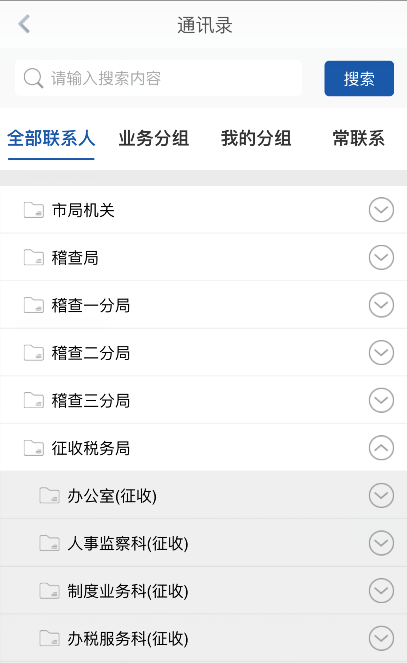 通讯录
请输入搜索内容 搜索
全部联系人 业务分组 我的分组 常联系
市局机关
稽查局
稽查一分局
稽查二分局
稽查三分局
征收税务局
办公室(征收)
人事监察科(征收)
制度业务科(征收)
办税服务科(征收)